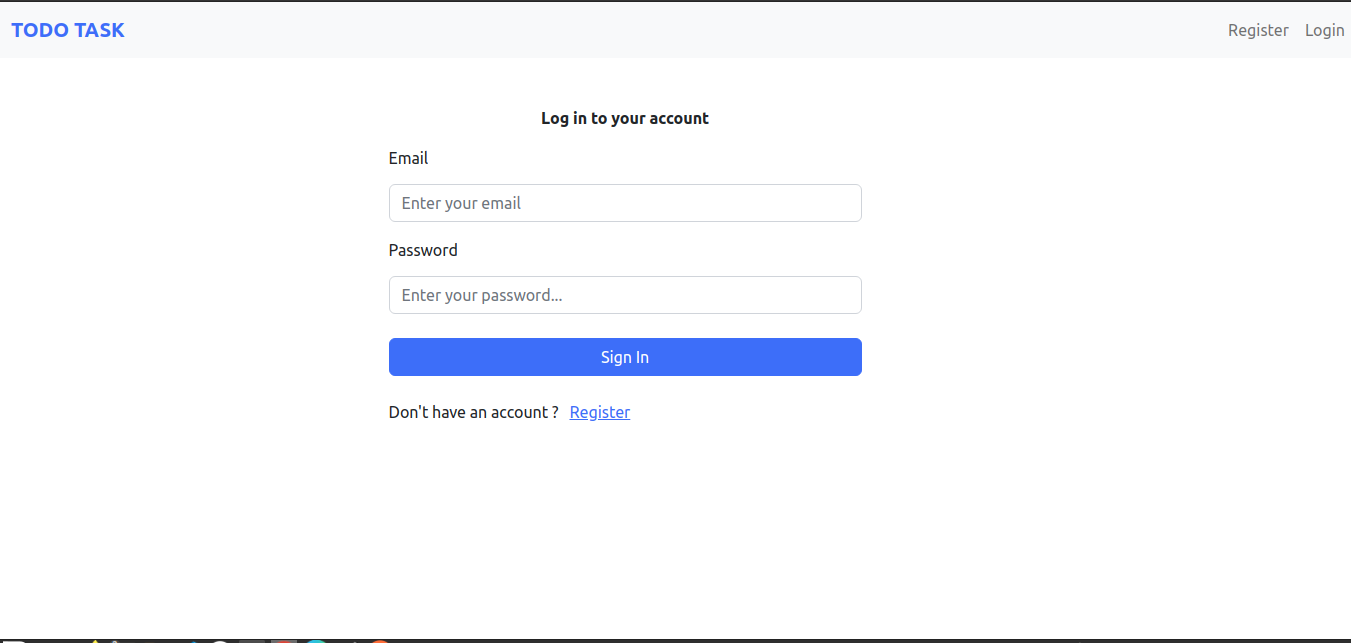 TODO TASK
Register Login
Log in to your account
Email
Enter your email
Password
Enter your password...
Sign In
Don't have an account ? Register